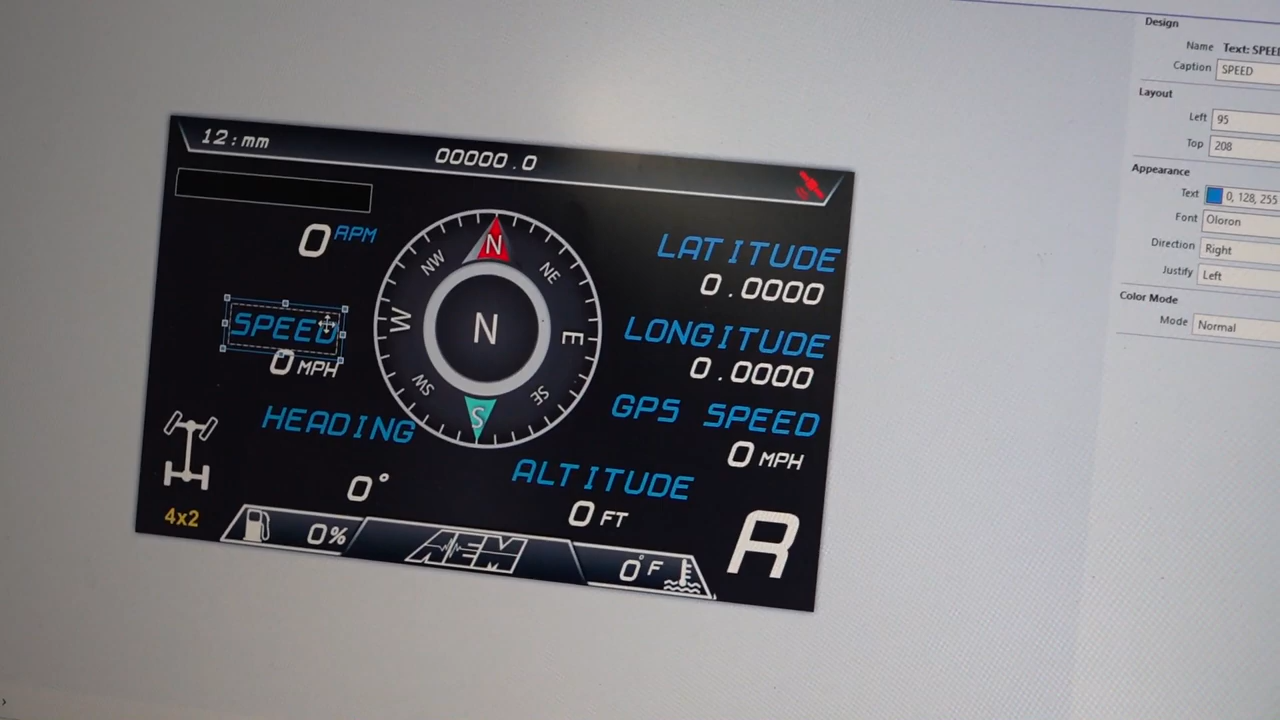 12:mm
00000.0
0 RPM
N
NW
NE
W
N
E
SW
SE
S
SPEED
0 MPH
HEADING
0°
LATITUDE
0.0000
LONGITUDE
0.0000
GPS SPEED
0 MPH
ALTITUDE
0 FT
4x2
0%
AEM
0°F
R
Design
Name Text: SPEE
Caption SPEED
Layout
Left 95
Top 208
Appearance
Text 0, 128, 255
Font Oloron
Direction Right
Justify Left
Color Mode
Mode Normal